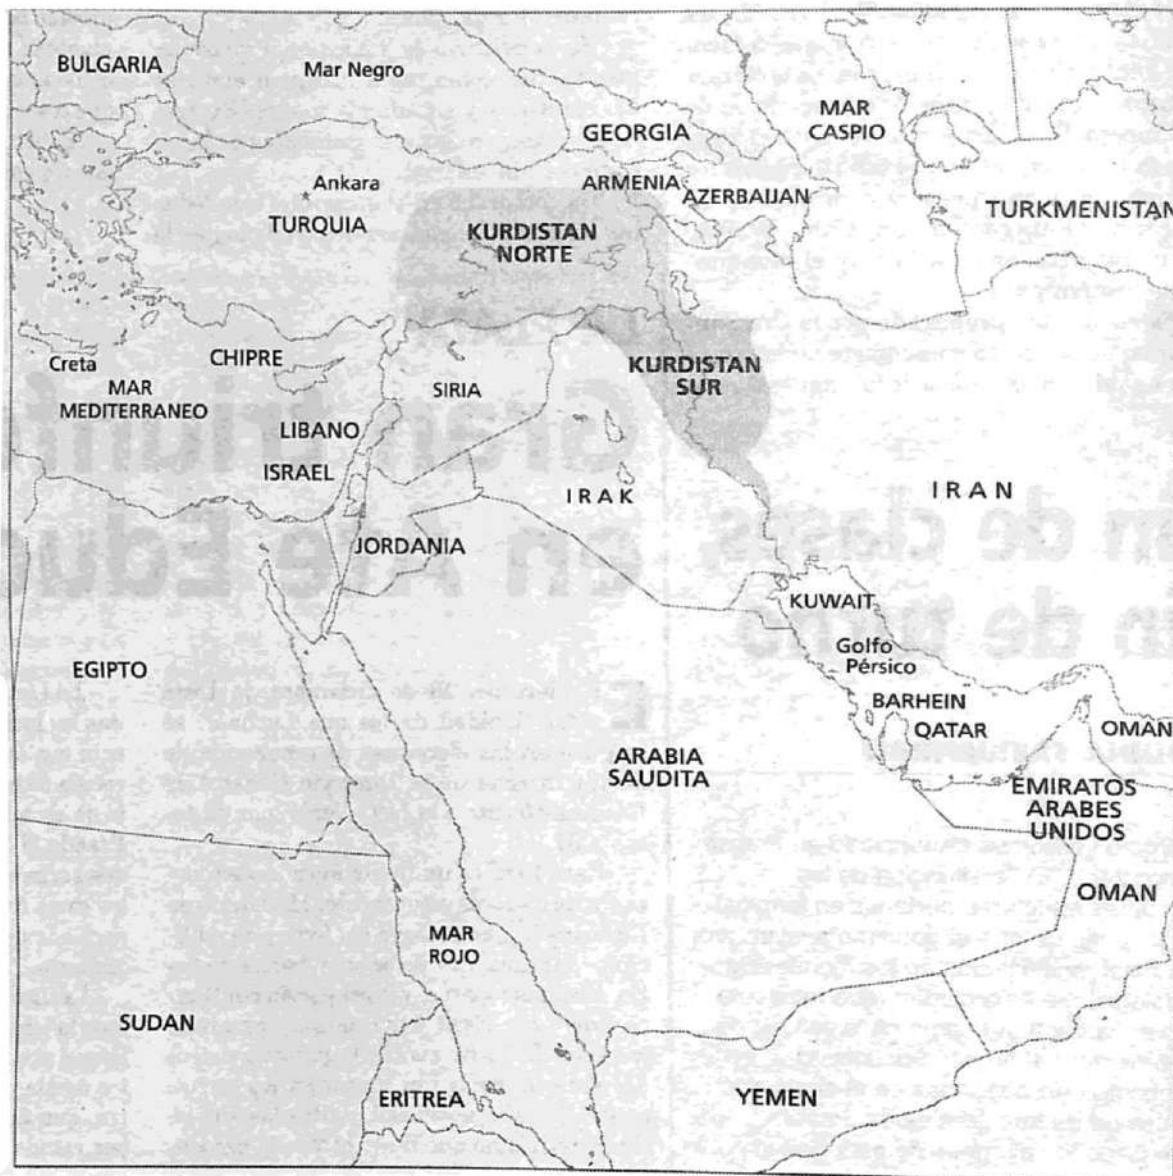 BULGARIA
Mar Negro
GEORGIA
MAR
CASPIO
Ankara
ARMENIA
AZERBAIJAN
TURQUIA
KURDISTAN
NORTE
TURKMENISTAN
Creta
CHIPRE
MAR
MEDITERRANEO
SIRIA
KURDISTAN
SUR
LIBANO
ISRAEL
IRAK
IRAN
JORDANIA
KUWAIT
Golfo
Pérsico
EGIPTO
BARHEIN
QATAR
OMAN
ARABIA
SAUDITA
EMIRATOS
ARABES
UNIDOS
OMAN
MAR
ROJO
SUDAN
ERITREA
YEMEN